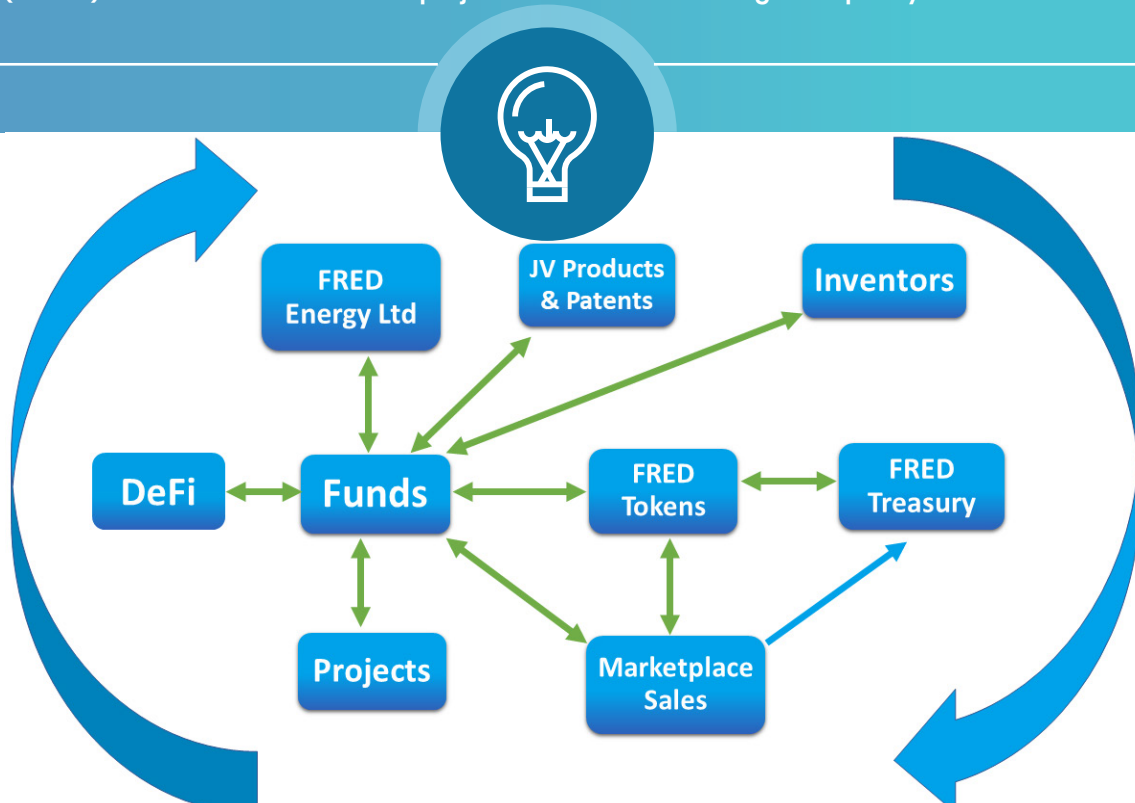 FRED
Energy Ltd
JV Products
& Patents
Inventors
DeFi
Funds
FRED
Tokens
FRED
Treasury
Projects
Marketplace
Sales